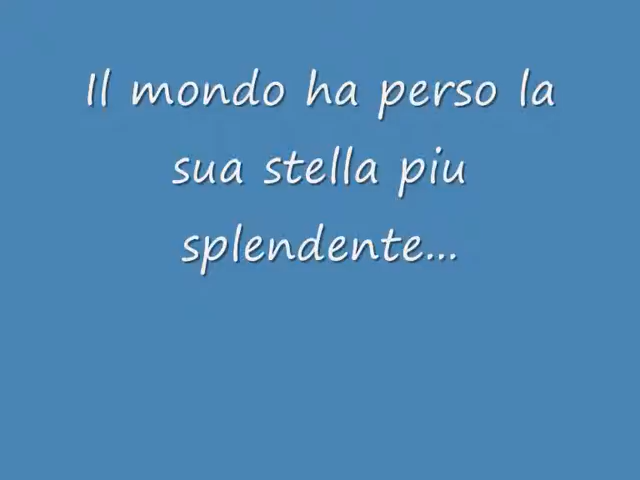 Il mondo ha perso la
sua stella piu
splendente...